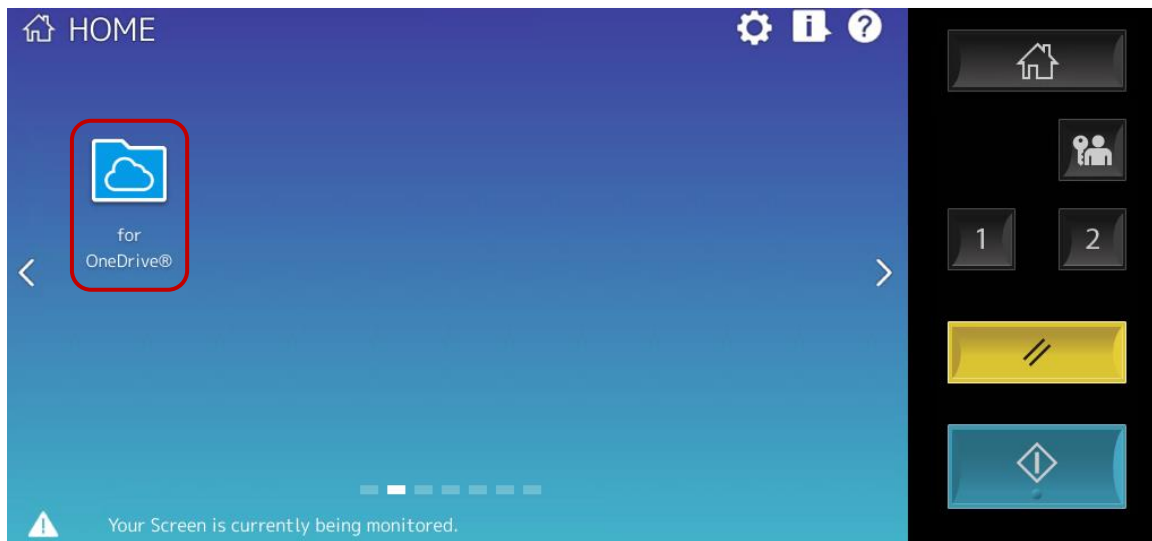 HOME
i ?
for
OneDrive®
1 2
Your Screen is currently being monitored.